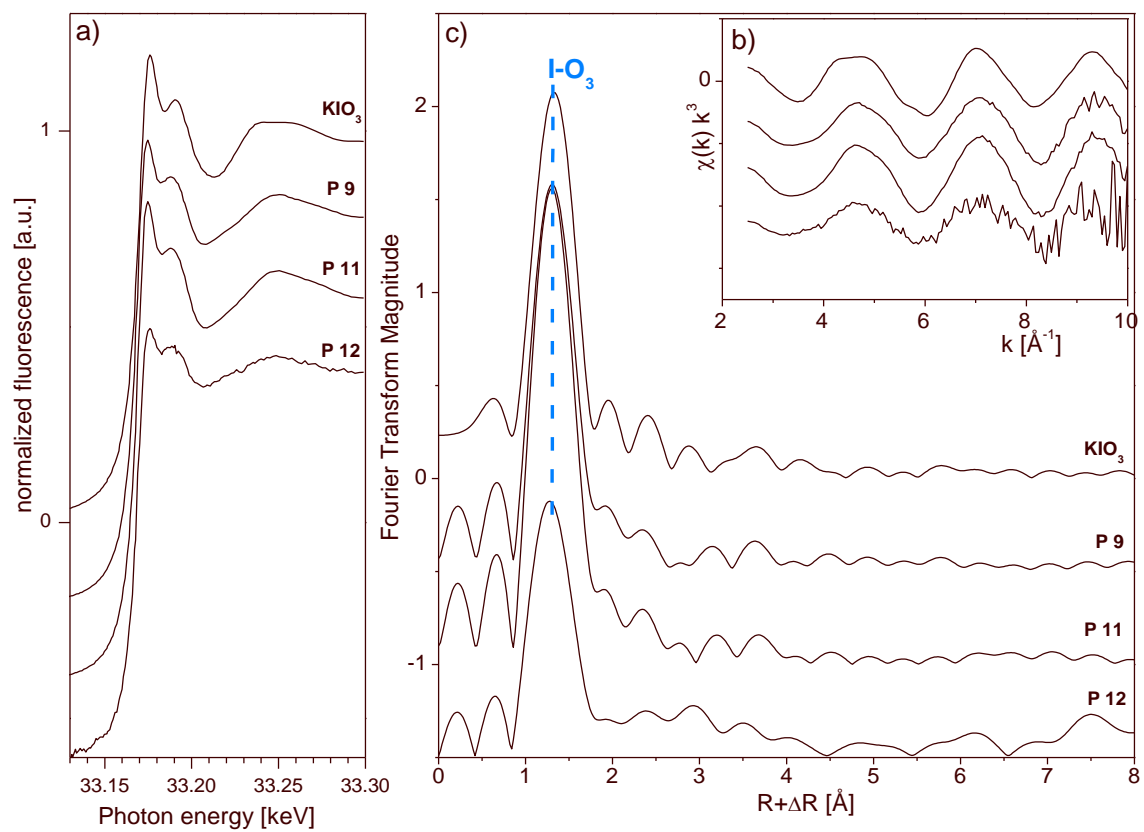 a)
KIO₃
P 9
P 11
P 12
1
0
normalized fluorescence [a.u.]
33.15 33.20 33.25 33.30
Photon energy [keV]
c)
I-O₃
2
1
0
-1
Fourier Transform Magnitude
KIO₃
P 9
P 11
P 12
0 1 2 3 4 5 6 7 8
R+ΔR [Å]
b)
0
χ(k) k³
2 4 6 8 10
k [Å⁻¹]